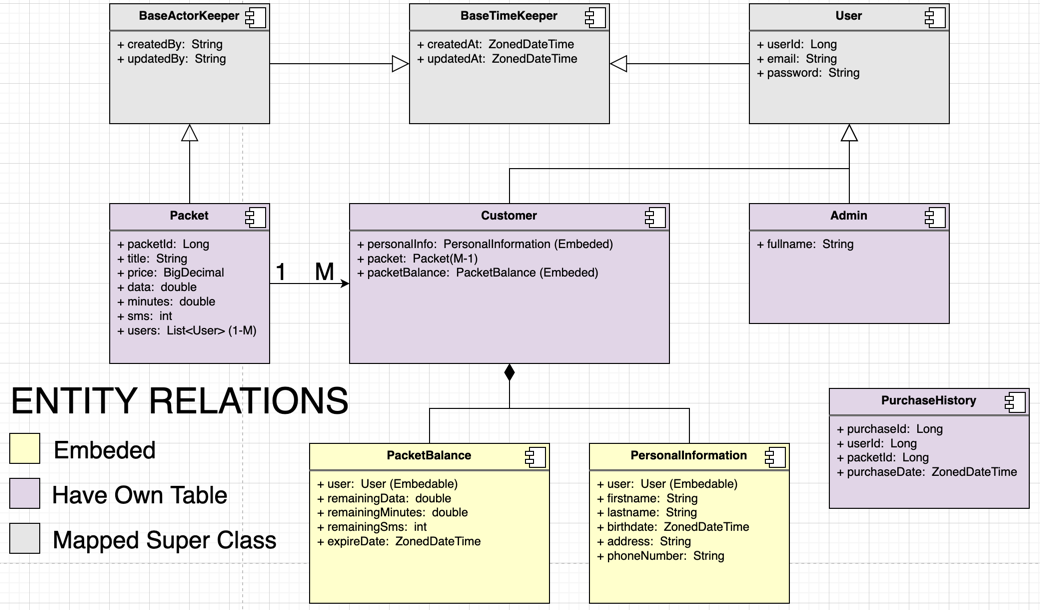 BaseActorKeeper
+ createdBy: String
+ updatedBy: String
BaseTimeKeeper
+ createdAt: ZonedDateTime
+ updatedAt: ZonedDateTime
User
+ userId: Long
+ email: String
+ password: String
Packet
+ packetId: Long
+ title: String
+ price: BigDecimal
+ data: double
+ minutes: double
+ sms: int
+ users: List<User> (1-M)
1 M
Customer
+ personalInfo: PersonalInformation (Embeded)
+ packet: Packet(M-1)
+ packetBalance: PacketBalance (Embeded)
Admin
+ fullname: String
ENTITY RELATIONS
Embeded
Have Own Table
Mapped Super Class
PacketBalance
+ user: User (Embedable)
+ remainingData: double
+ remainingMinutes: double
+ remainingSms: int
+ expireDate: ZonedDateTime
PersonalInformation
+ user: User (Embedable)
+ firstname: String
+ lastname: String
+ birthdate: ZonedDateTime
+ address: String
+ phoneNumber: String
PurchaseHistory
+ purchaseId: Long
+ userId: Long
+ packetId: Long
+ purchaseDate: ZonedDateTime